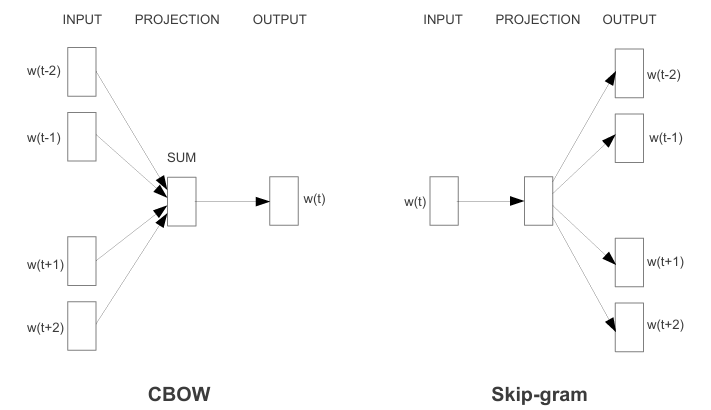 INPUT PROJECTION OUTPUT
w(t-2)
w(t-1)
SUM
w(t)
w(t+1)
w(t+2)
CBOW
INPUT PROJECTION OUTPUT
w(t-2)
w(t-1)
w(t)
w(t+1)
w(t+2)
Skip-gram